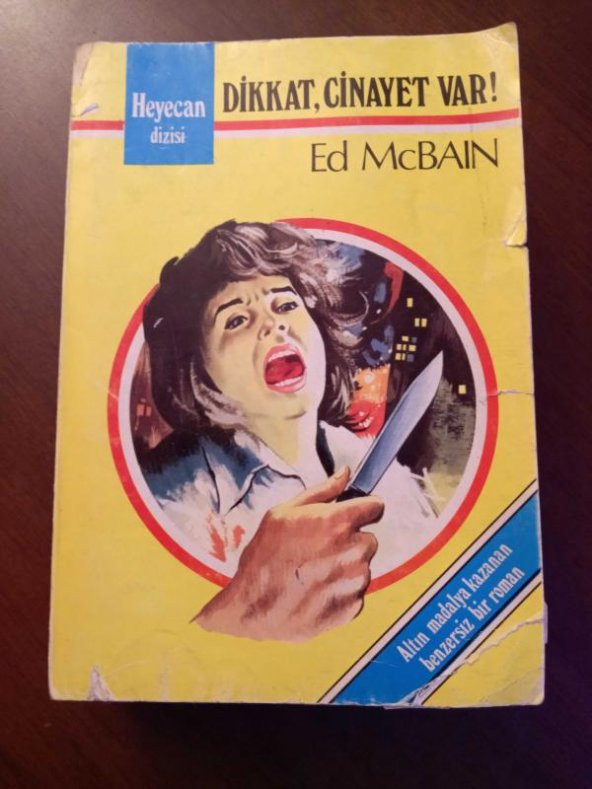 Heyecan
dizisi
DİKKAT, CİNAYET VAR!
Ed McBAIN
Altın madalya kazanan
benzersiz bir roman